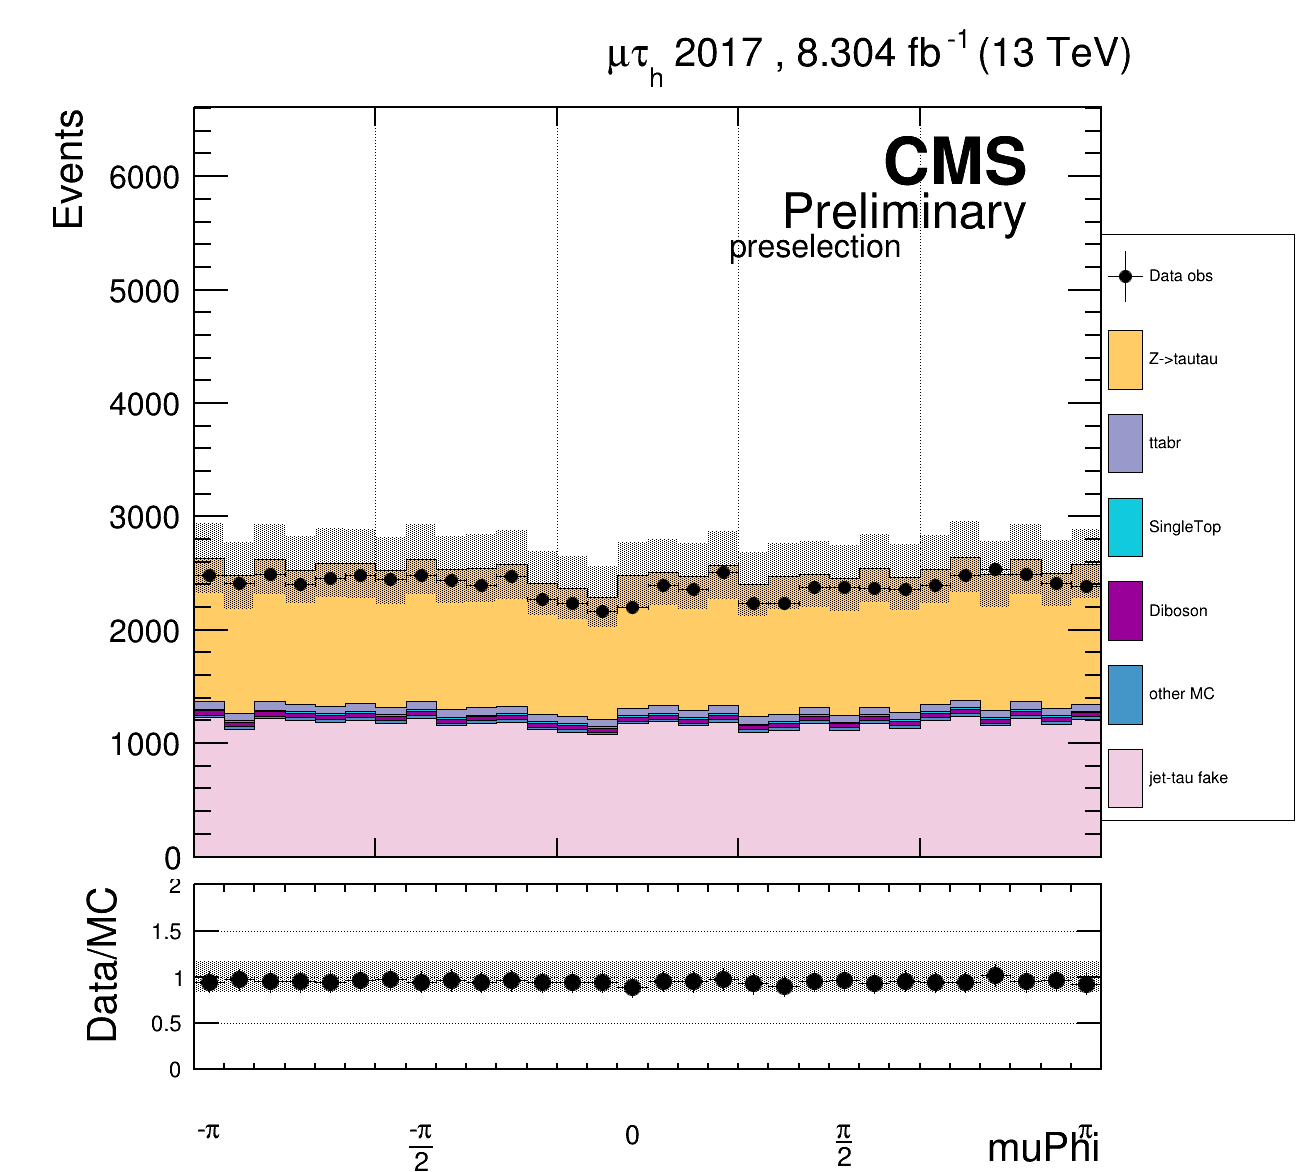 μτh 2017 , 8.304 fb-1 (13 TeV)
Events
CMS
Preliminary
preselection
6000
5000
4000
3000
2000
1000
0
Data obs
Z->tautau
ttabr
SingleTop
Diboson
other MC
jet-tau fake
Data/MC
2
1.5
1
0.5
0
-π
-π/2
0
π/2
π
muPhi